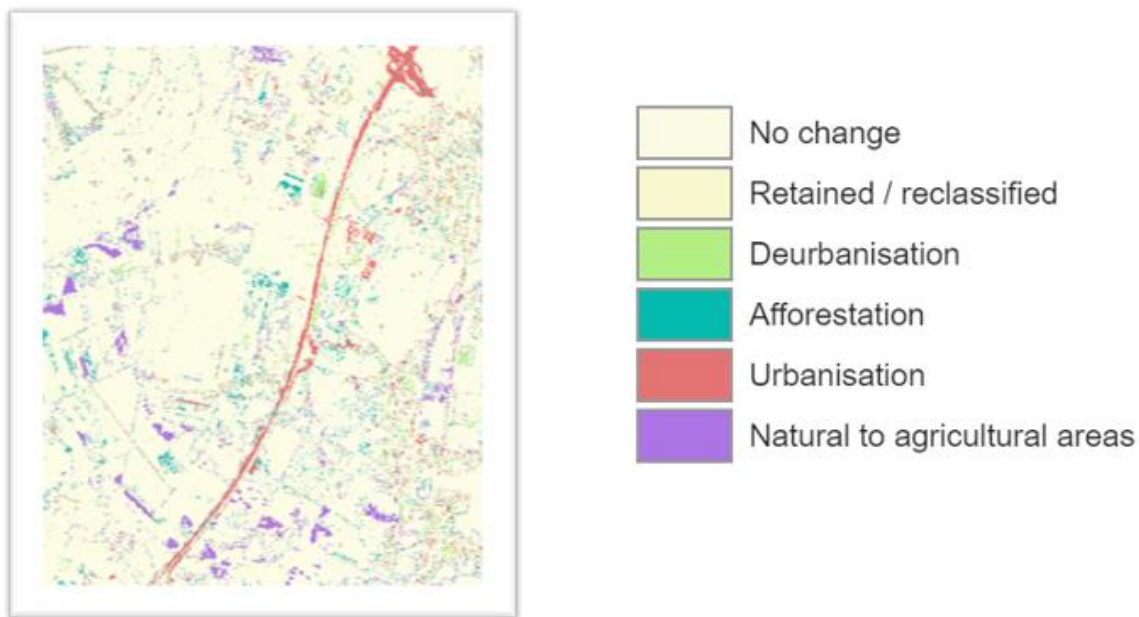 No change
Retained / reclassified
Deurbanisation
Afforestation
Urbanisation
Natural to agricultural areas